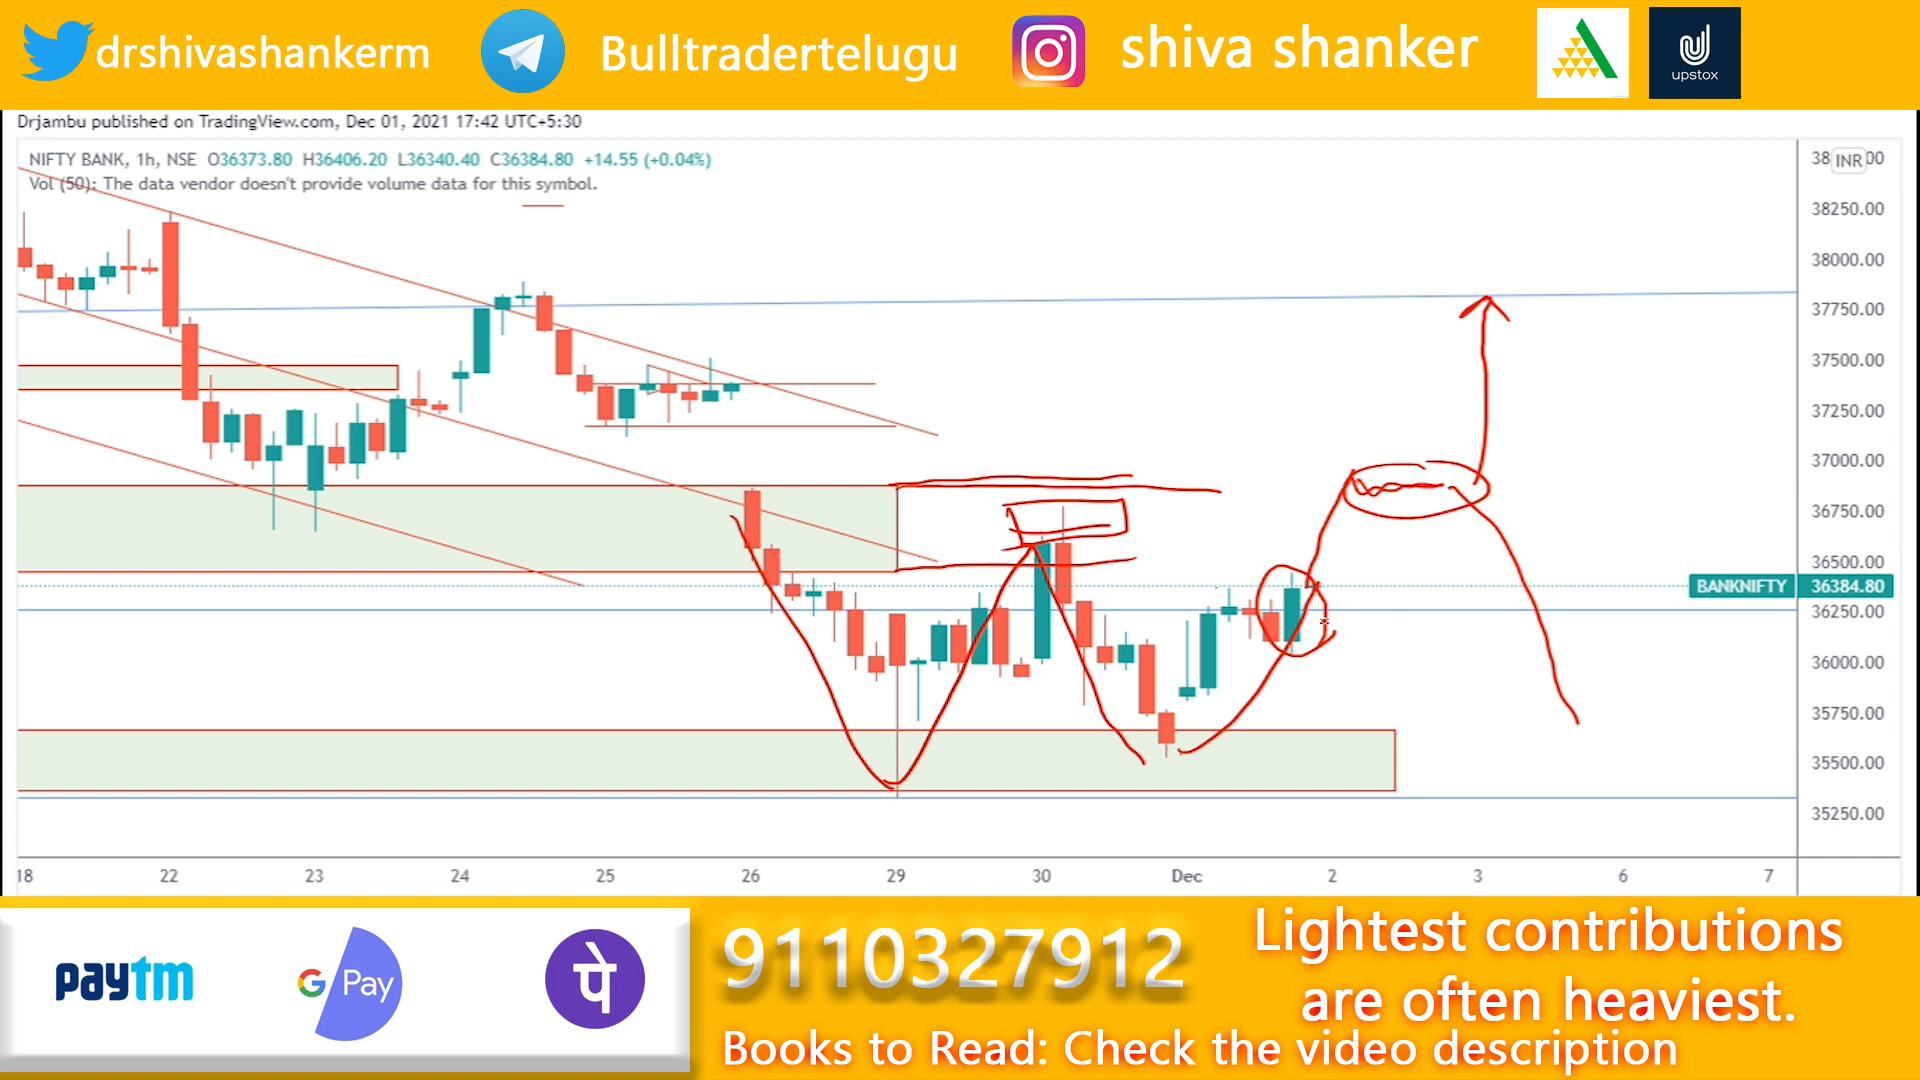 drshivashankerm
Bulltradertelugu
shiva shanker
upstox
Drjambu published on TradingView.com, Dec 01, 2021 17:42 UTC+5:30
NIFTY BANK, 1h, NSE O36373.80 H36406.20 L36340.40 C36384.80 +14.55 (+0.04%)
Vol (50): The data vendor doesn't provide volume data for this symbol.
INR
38250.00
38000.00
37750.00
37500.00
37250.00
37000.00
36750.00
36500.00
BANKNIFTY 36384.80
36250.00
36000.00
35750.00
35500.00
35250.00
18 22 23 24 25 26 29 30 Dec 2 3 6 7
paytm
G Pay
पे
9110327912
Lightest contributions
are often heaviest.
Books to Read: Check the video description